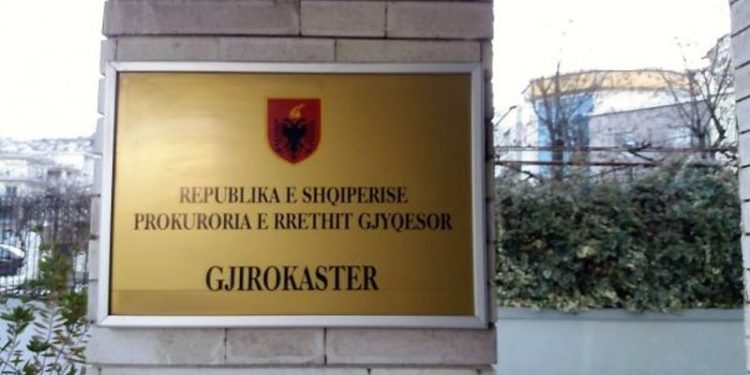 REPUBLIKA E SHQIPERISE
PROKURORIA E RRETHIT GJYQESOR
GJIROKASTER